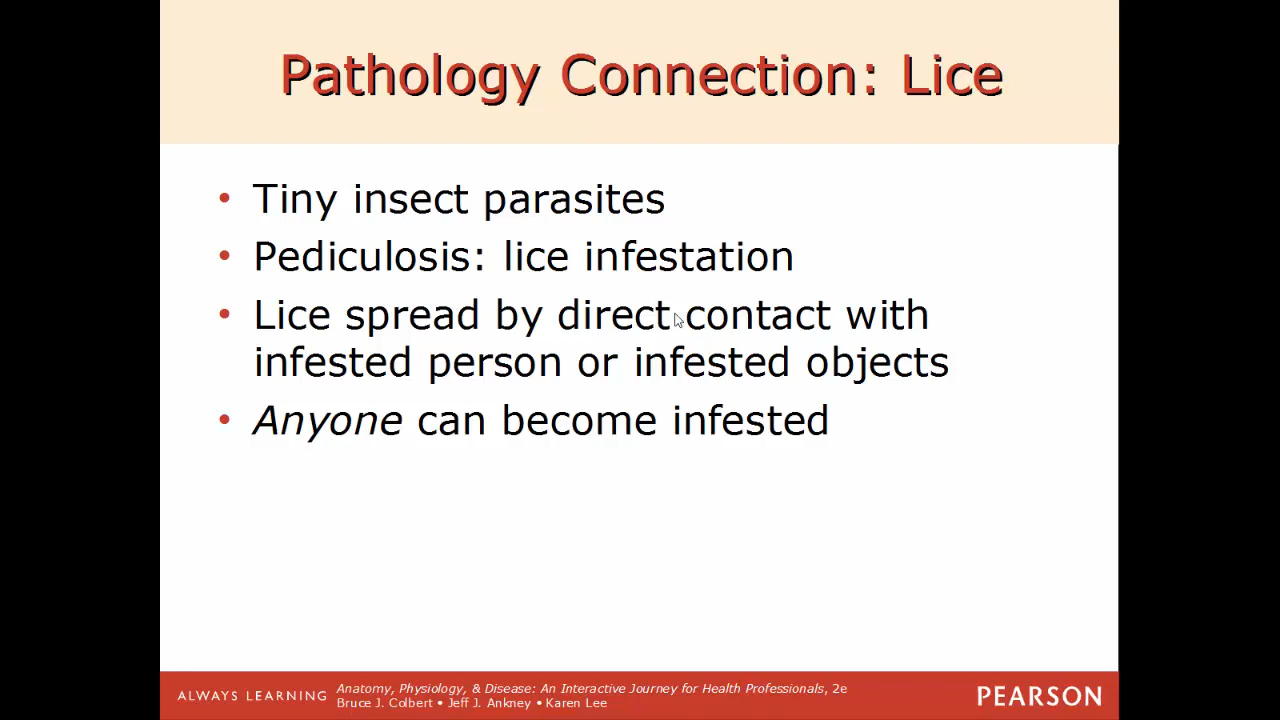 Pathology Connection: Lice
• Tiny insect parasites
• Pediculosis: lice infestation
• Lice spread by direct contact with
infested person or infested objects
• Anyone can become infested
ALWAYS LEARNING
Anatomy, Physiology, & Disease: An Interactive Journey for Health Professionals, 2e
Bruce J. Colbert • Jeff J. Ankney • Karen Lee
PEARSON